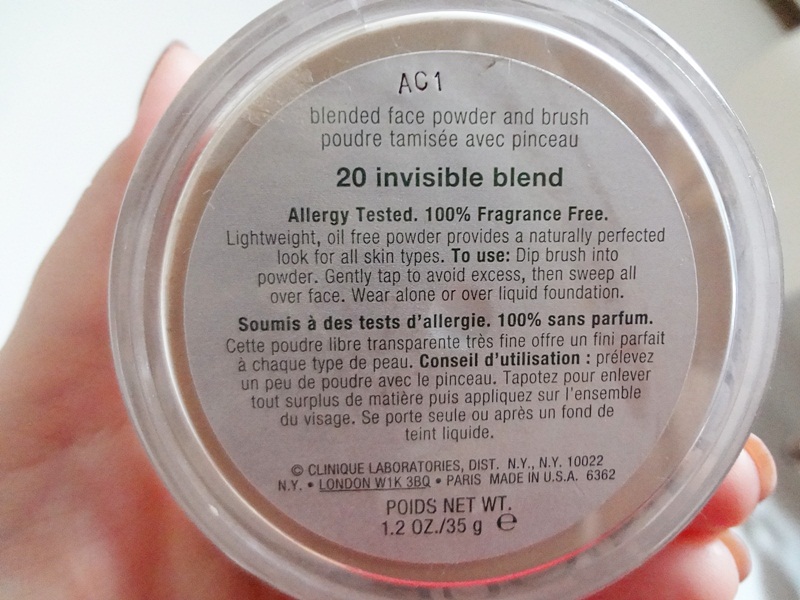 AC1
blended face powder and brush
poudre tamisée avec pinceau
20 invisible blend
Allergy Tested. 100% Fragrance Free.
Lightweight, oil free powder provides a naturally perfected
look for all skin types. To use: Dip brush into
powder. Gently tap to avoid excess, then sweep all
over face. Wear alone or over liquid foundation.
Soumis à des tests d'allergie. 100% sans parfum.
Cette poudre libre transparente très fine offre un fini parfait
à chaque type de peau. Conseil d'utilisation : prélevez
un peu de poudre avec le pinceau. Tapotez pour enlever
tout surplus de matière puis appliquez sur l'ensemble
du visage. Se porte seule ou après un fond de
teint liquide.
© CLINIQUE LABORATORIES, DIST. N.Y., N.Y. 10022
N.Y. • LONDON W1K 3BQ • PARIS MADE IN U.S.A. 6362
POIDS NET WT.
1.2 OZ./35 g ℮